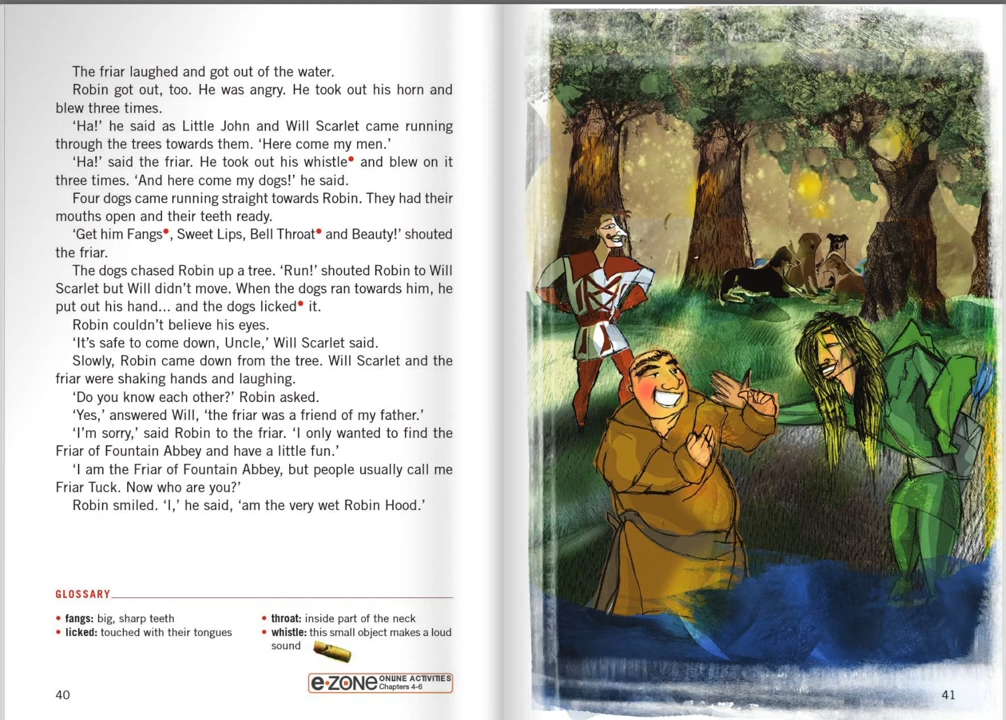 The friar laughed and got out of the water.
Robin got out, too. He was angry. He took out his horn and
blew three times.
‘Ha!’ he said as Little John and Will Scarlet came running
through the trees towards them. ‘Here come my men.’
‘Ha!’ said the friar. He took out his whistle• and blew on it
three times. ‘And here come my dogs!’ he said.
Four dogs came running straight towards Robin. They had their
mouths open and their teeth ready.
‘Get him Fangs•, Sweet Lips, Bell Throat• and Beauty!’ shouted
the friar.
The dogs chased Robin up a tree. ‘Run!’ shouted Robin to Will
Scarlet but Will didn’t move. When the dogs ran towards him, he
put out his hand... and the dogs licked• it.
Robin couldn’t believe his eyes.
‘It’s safe to come down, Uncle,’ Will Scarlet said.
Slowly, Robin came down from the tree. Will Scarlet and the
friar were shaking hands and laughing.
‘Do you know each other?’ Robin asked.
‘Yes,’ answered Will, ‘the friar was a friend of my father.’
‘I’m sorry,’ said Robin to the friar. ‘I only wanted to find the
Friar of Fountain Abbey and have a little fun.’
‘I am the Friar of Fountain Abbey, but people usually call me
Friar Tuck. Now who are you?’
Robin smiled. ‘I,’ he said, ‘am the very wet Robin Hood.’
GLOSSARY
• fangs: big, sharp teeth
• licked: touched with their tongues
• throat: inside part of the neck
• whistle: this small object makes a loud
sound
e-zone ONLINE ACTIVITIES
Chapters 4-6
40
41